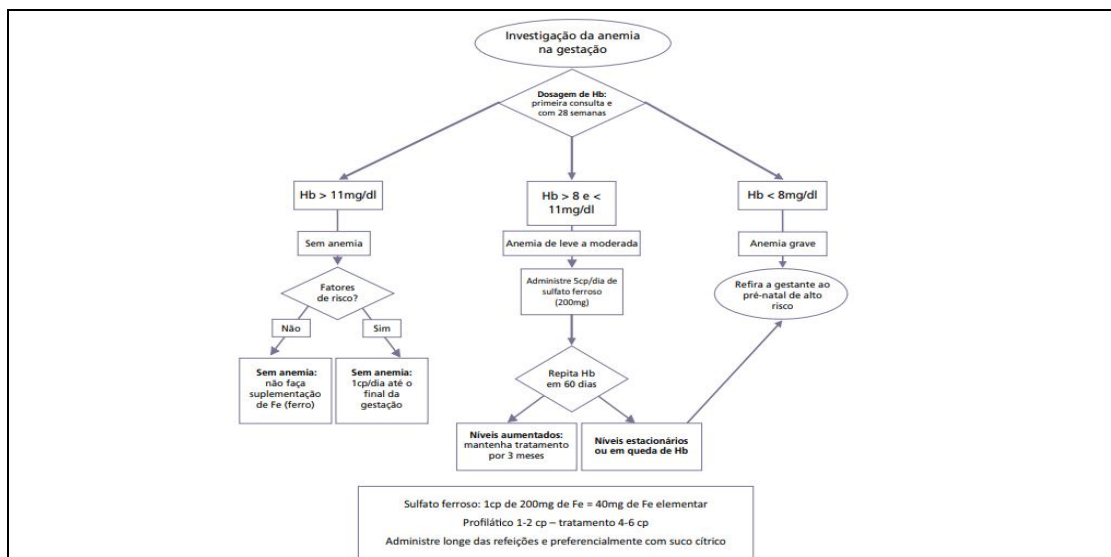 Investigação da anemia
na gestação
Dosagem de Hb:
primeira consulta e
com 28 semanas
Hb > 11mg/dl
Hb > 8 e <
11mg/dl
Hb < 8mg/dl
Sem anemia
Anemia de leve a moderada
Anemia grave
Fatores
de risco?
Administre 5cp/dia de
sulfato ferroso
(200mg)
Refira a gestante ao
pré-natal de alto
risco
Não
Sim
Sem anemia:
não faça
suplementação
de Fe (ferro)
Sem anemia:
1cp/dia até o
final da
gestação
Repita Hb
em 60 dias
Níveis aumentados:
mantenha tratamento
por 3 meses
Níveis estacionários
ou em queda de Hb
Sulfato ferroso: 1cp de 200mg de Fe = 40mg de Fe elementar
Profilático 1-2 cp – tratamento 4-6 cp
Administre longe das refeições e preferencialmente com suco cítrico